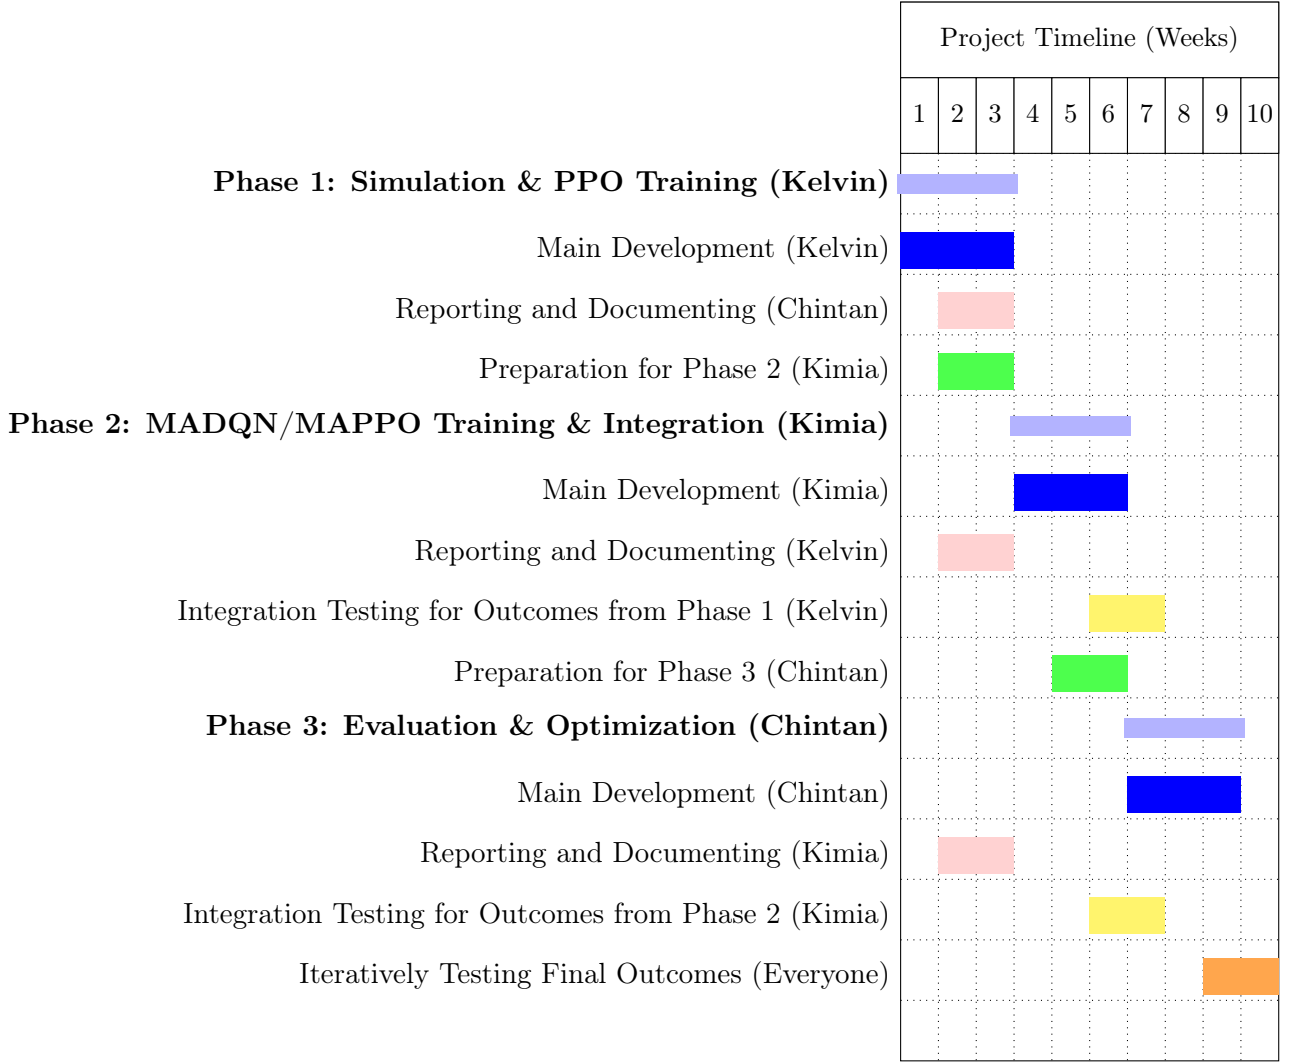 Project Timeline (Weeks)
1 2 3 4 5 6 7 8 9 10
Phase 1: Simulation & PPO Training (Kelvin)
Main Development (Kelvin)
Reporting and Documenting (Chintan)
Preparation for Phase 2 (Kimia)
Phase 2: MADQN/MAPPO Training & Integration (Kimia)
Main Development (Kimia)
Reporting and Documenting (Kelvin)
Integration Testing for Outcomes from Phase 1 (Kelvin)
Preparation for Phase 3 (Chintan)
Phase 3: Evaluation & Optimization (Chintan)
Main Development (Chintan)
Reporting and Documenting (Kimia)
Integration Testing for Outcomes from Phase 2 (Kimia)
Iteratively Testing Final Outcomes (Everyone)